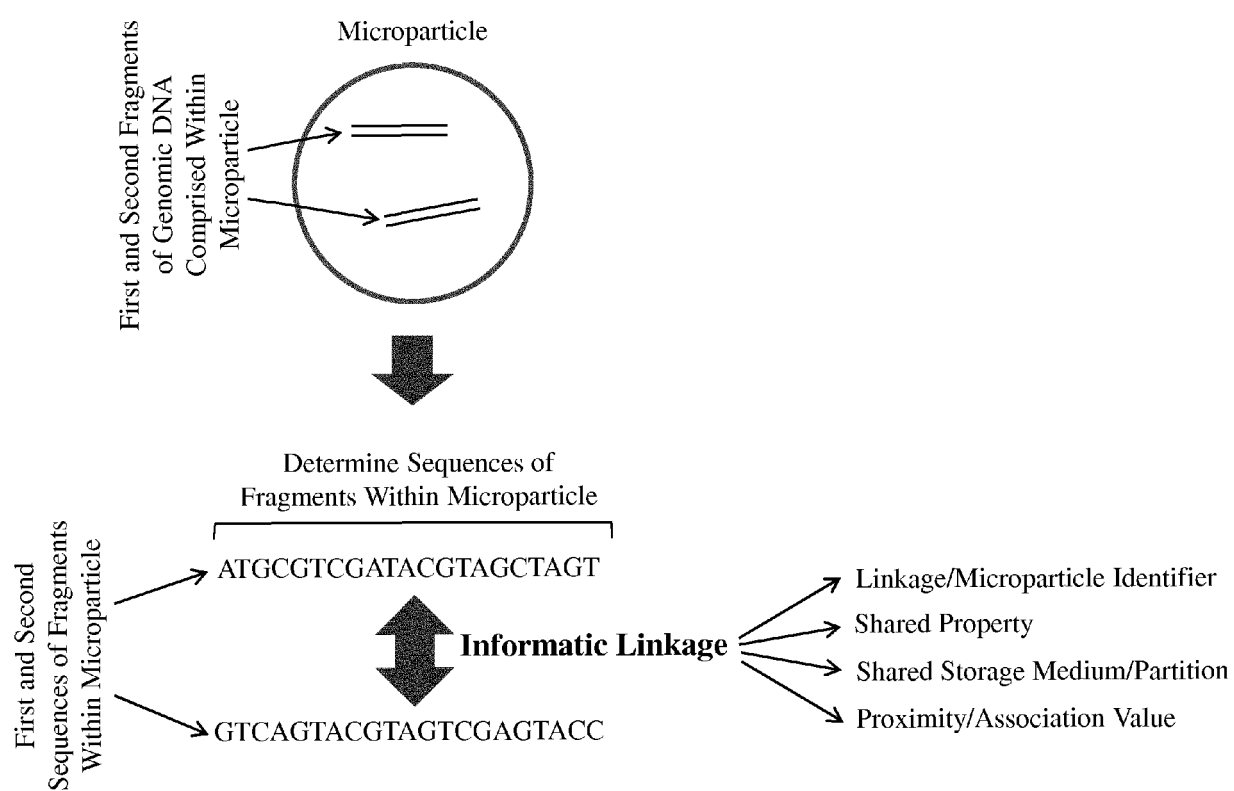 Microparticle
First and Second Fragments
of Genomic DNA
Comprised Within
Microparticle
Determine Sequences of
Fragments Within Microparticle
First and Second
Sequences of Fragments
Within Microparticle
ATGCGTCGATACGTAGCTAGT
Informatic Linkage
GTCAGTACGTAGTCGAGTACC
Linkage/Microparticle Identifier
Shared Property
Shared Storage Medium/Partition
Proximity/Association Value